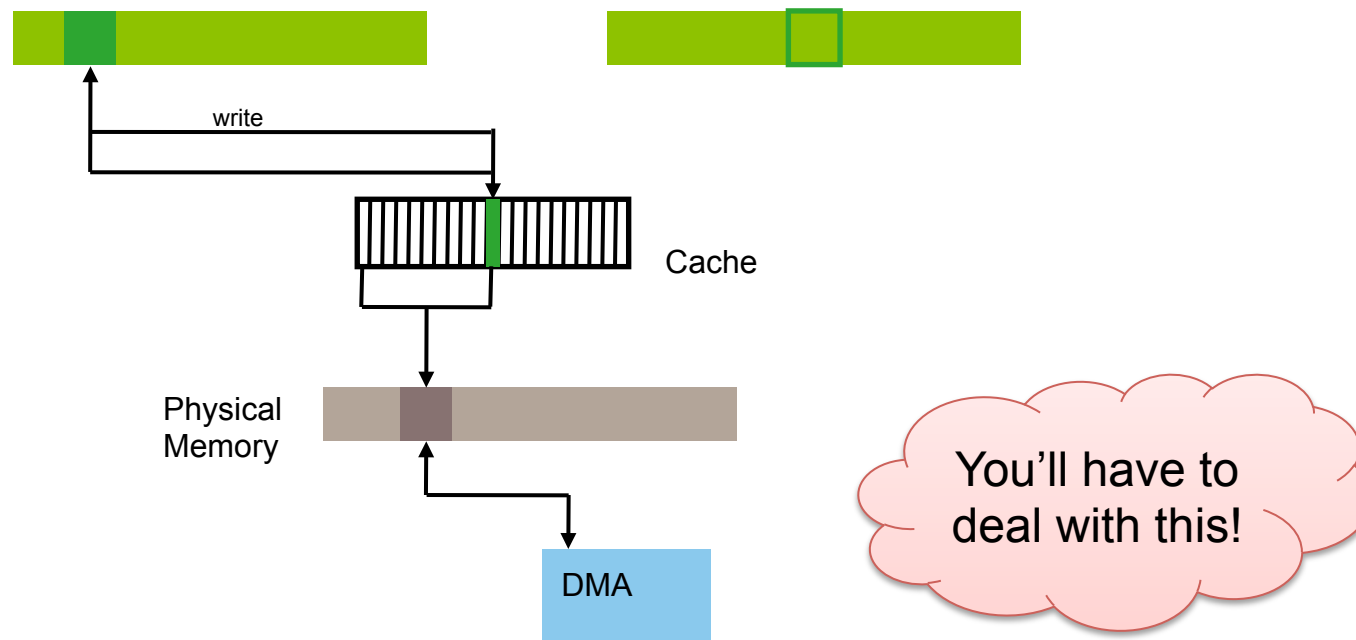 write
Cache
Physical
Memory
You’ll have to
deal with this!
DMA